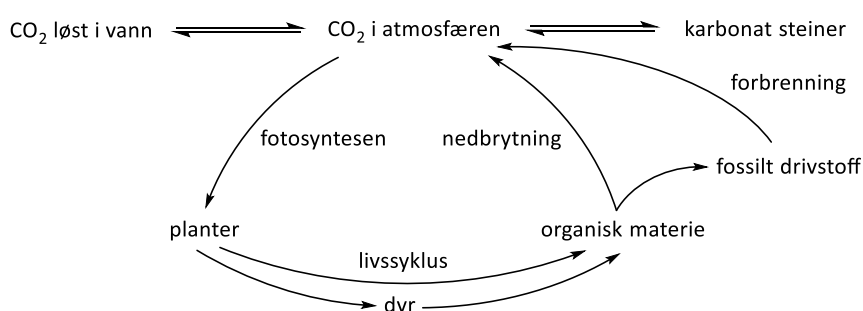 CO₂ løst i vann
CO₂ i atmosfæren
karbonat steiner
forbrenning
fotosyntesen
nedbrytning
fossilt drivstoff
planter
organisk materie
livssyklus
dyr